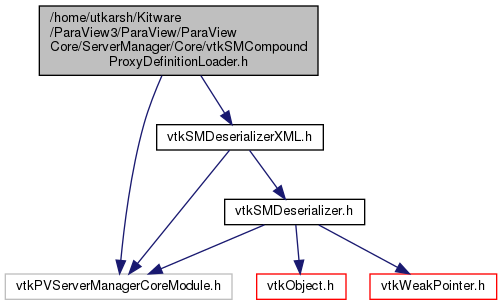 /home/utkarsh/Kitware
/ParaView3/ParaView/ParaView
Core/ServerManager/Core/vtkSMCompound
ProxyDefinitionLoader.h
vtkSMDeserializerXML.h
vtkSMDeserializer.h
vtkPVServerManagerCoreModule.h
vtkObject.h
vtkWeakPointer.h